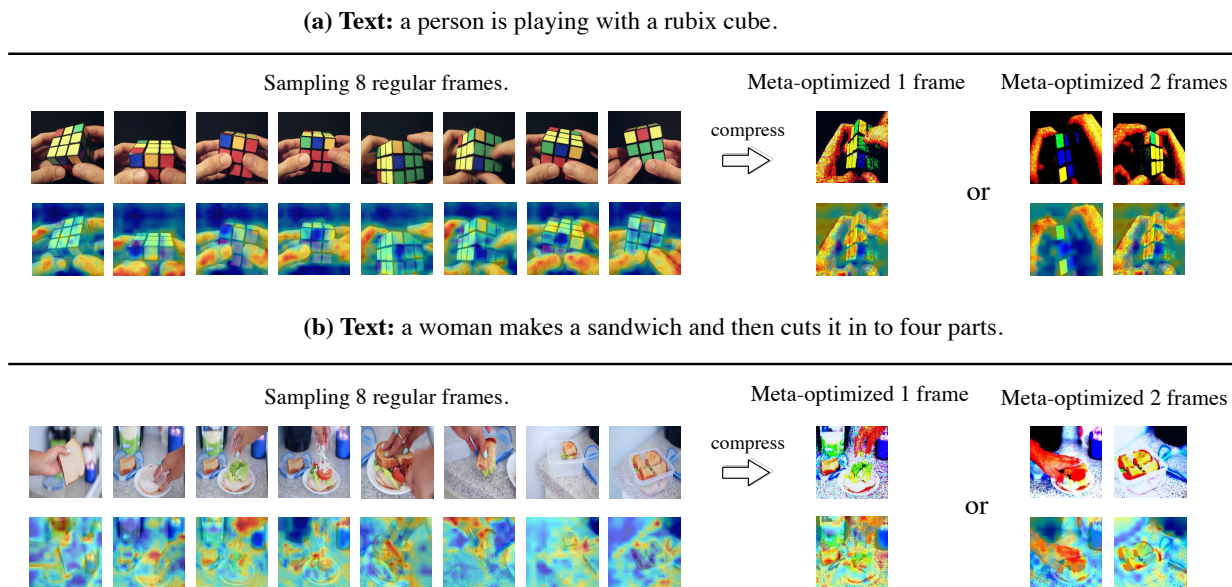 (a) Text: a person is playing with a rubix cube.
Sampling 8 regular frames.
Meta-optimized 1 frame
Meta-optimized 2 frames
compress
or
(b) Text: a woman makes a sandwich and then cuts it in to four parts.
Sampling 8 regular frames.
Meta-optimized 1 frame
Meta-optimized 2 frames
compress
or